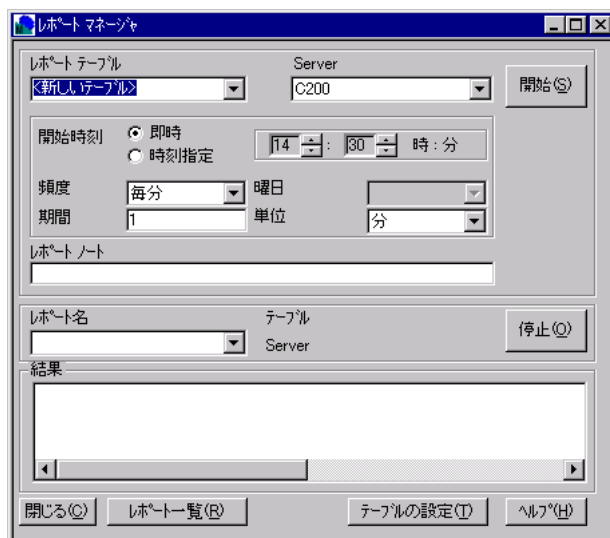 ﾚﾎﾟｰﾄ ﾏﾈｰｼﾞｬ
ﾚﾎﾟｰﾄ ﾃｰﾌﾞﾙ
Server
<新しいﾃｰﾌﾞﾙ>
C200
開始(S)
開始時刻
即時
時刻指定
14 : 30 時 : 分
頻度
毎分
曜日
期間
1
単位
分
ﾚﾎﾟｰﾄ ﾉｰﾄ
ﾚﾎﾟｰﾄ名
ﾃｰﾌﾞﾙ
Server
停止(O)
結果
閉じる(C)
ﾚﾎﾟｰﾄ一覧(R)
ﾃｰﾌﾞﾙの設定(T)
ﾍﾙﾌﾟ(H)